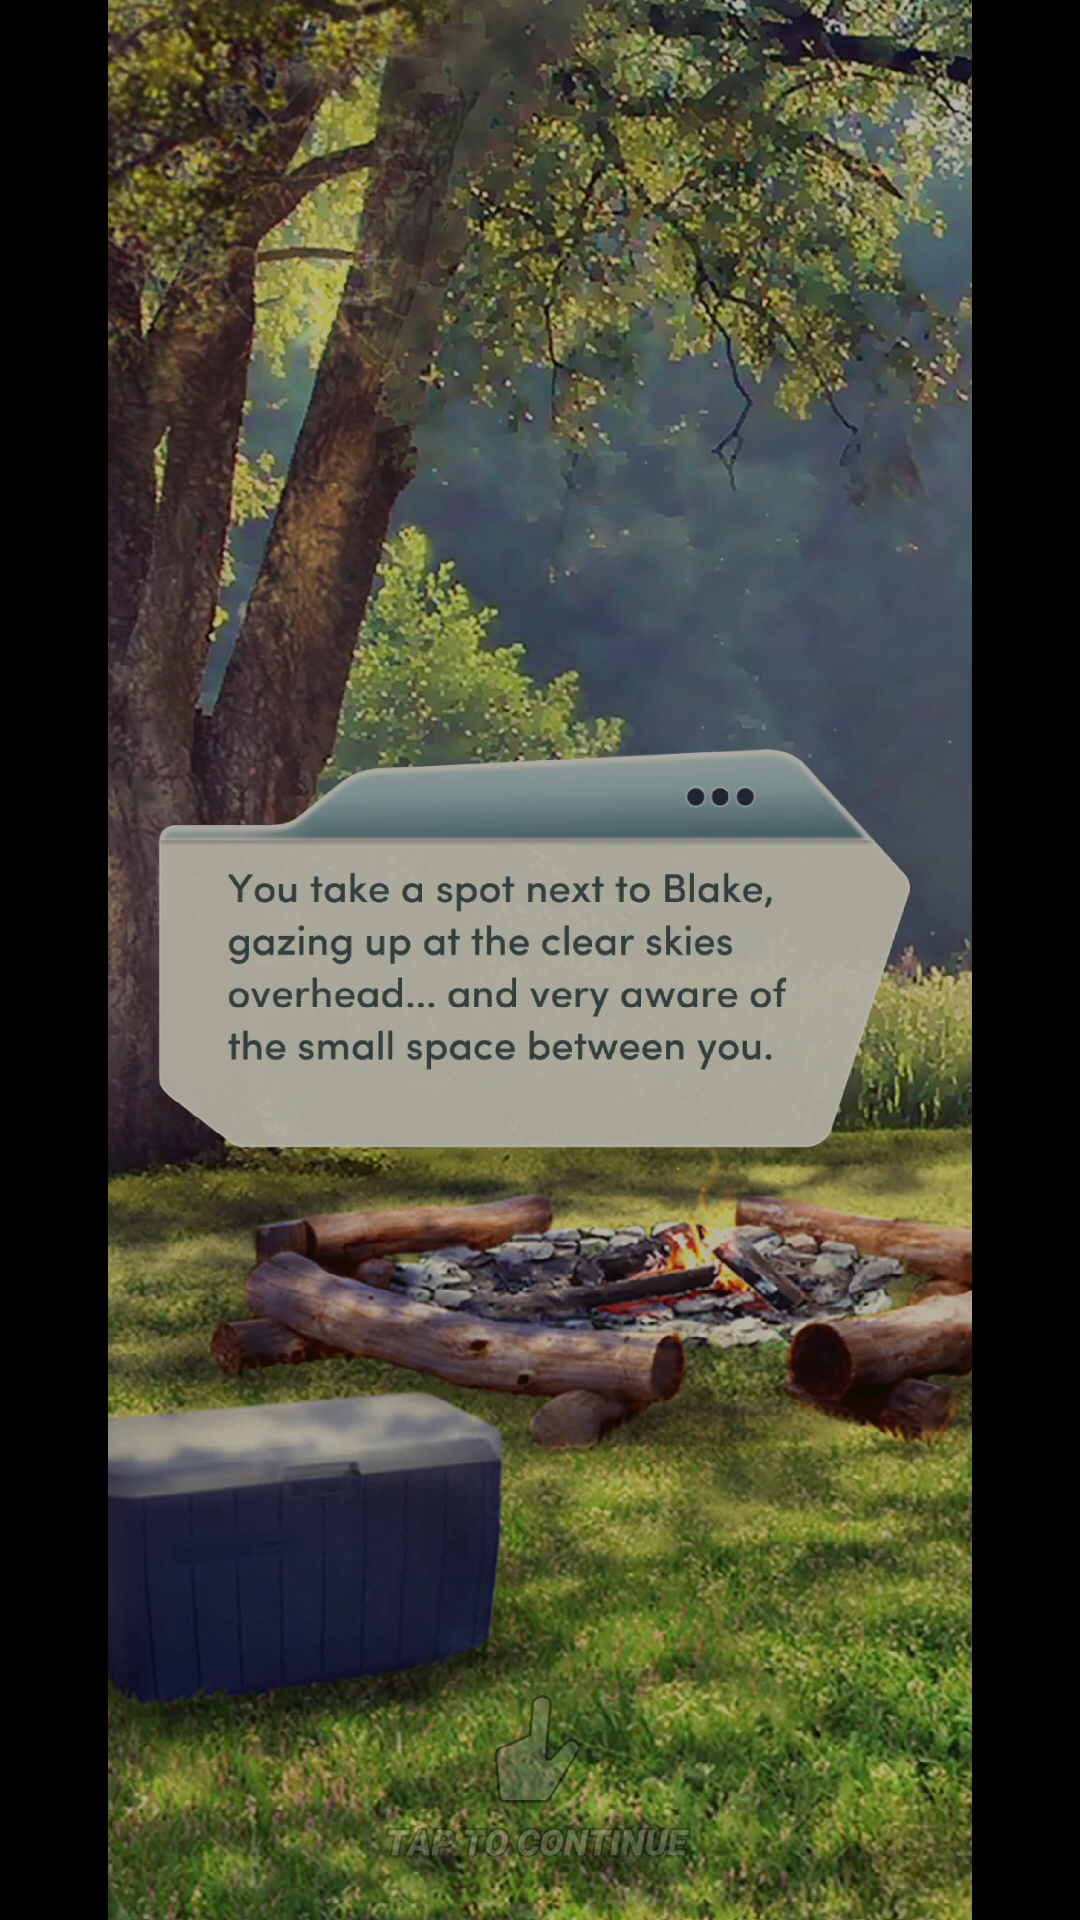 You take a spot next to Blake,
gazing up at the clear skies
overhead... and very aware of
the small space between you.
TAP TO CONTINUE